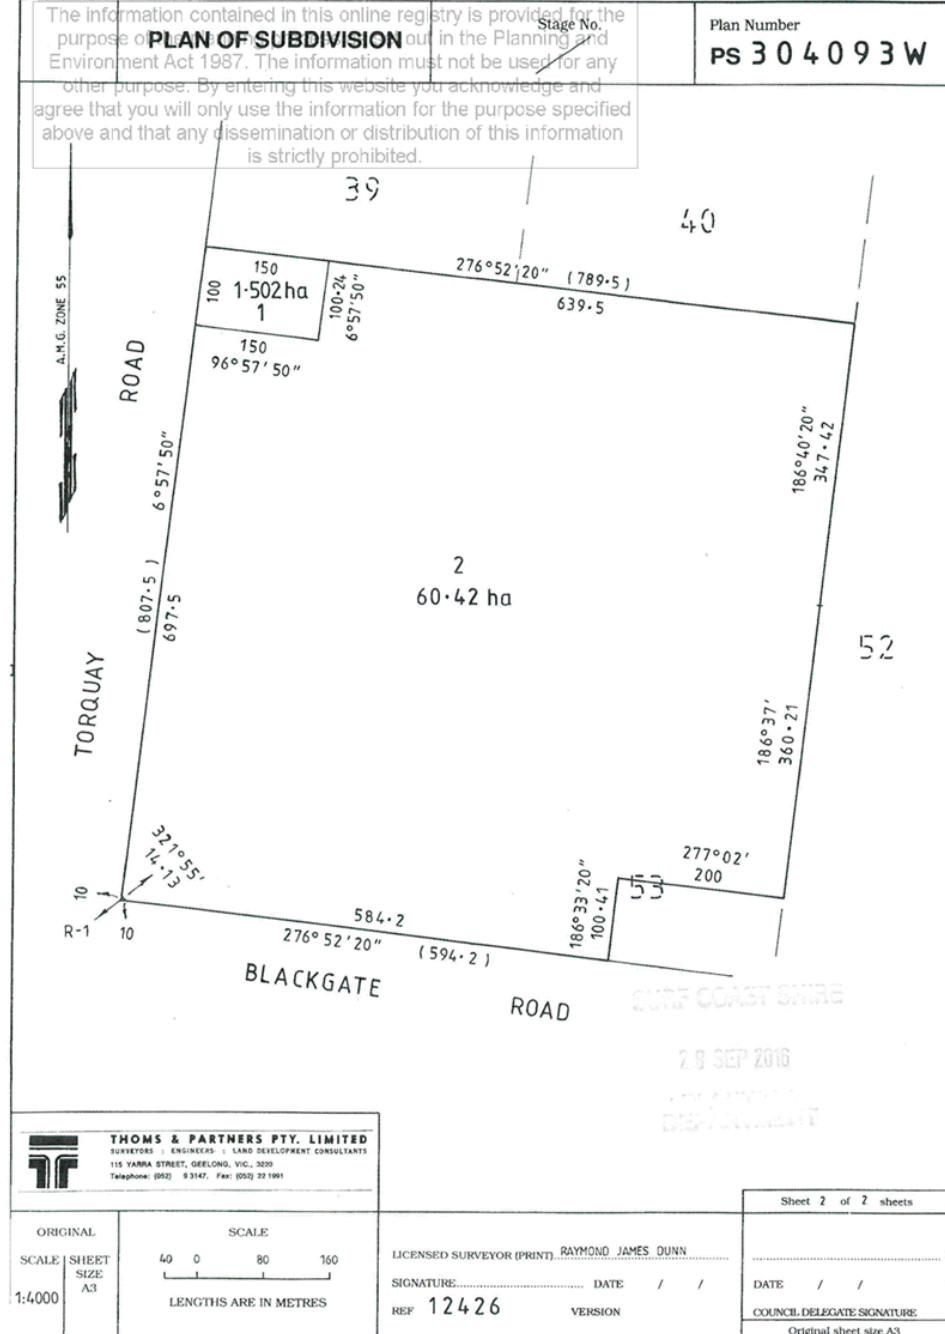 The information contained in this online registry is provided for the
purpose of the planning process as set out in the Planning and
Environment Act 1987. The information must not be used for any
other purpose. By entering this website you acknowledge and
agree that you will only use the information for the purpose specified
above and that any dissemination or distribution of this information
is strictly prohibited.
PLAN OF SUBDIVISION
Stage No.
Plan Number
PS 304093W
39
40
A.M.G. ZONE 55
150
100
1·502ha
1
100·24
6°57'50"
150
96°57'50"
276°52'20" (789·5)
639·5
ROAD
6°57'50"
(807·5)
697·5
TORQUAY
186°40'20"
347·42
2
60·42 ha
52
186°37'
360·21
321°55'
14·13
10
R-1
10
277°02'
200
186°33'20"
100·41
584·2
276°52'20" (594·2)
BLACKGATE ROAD
SURF COAST SHIRE
28 SEP 2016
DEPARTMENT
THOMS & PARTNERS PTY. LIMITED
SURVEYORS : ENGINEERS : LAND DEVELOPMENT CONSULTANTS
115 YARRA STREET, GEELONG, VIC., 3220
Telephone: (052) 9 3147. Fax: (052) 22 1991
Sheet 2 of 2 sheets
ORIGINAL
SCALE
SHEET
SIZE
A3
1:4000
SCALE
40 0 80 160
LENGTHS ARE IN METRES
LICENSED SURVEYOR (PRINT) RAYMOND JAMES DUNN
SIGNATURE DATE / /
REF 12426 VERSION
DATE / /
COUNCIL DELEGATE SIGNATURE
Original sheet size A3